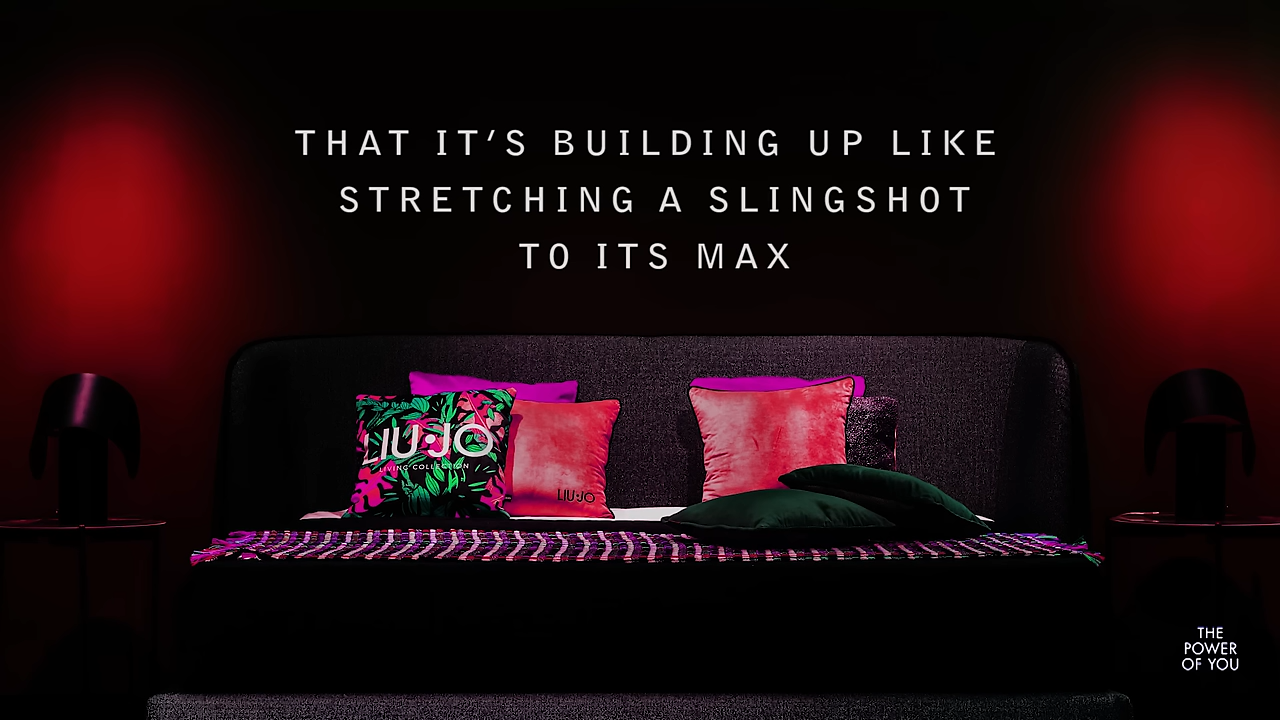 THAT IT'S BUILDING UP LIKE
STRETCHING A SLINGSHOT
TO ITS MAX
LIU·JO
LIVING COLLECTION
LIU·JO
THE
POWER
OF YOU